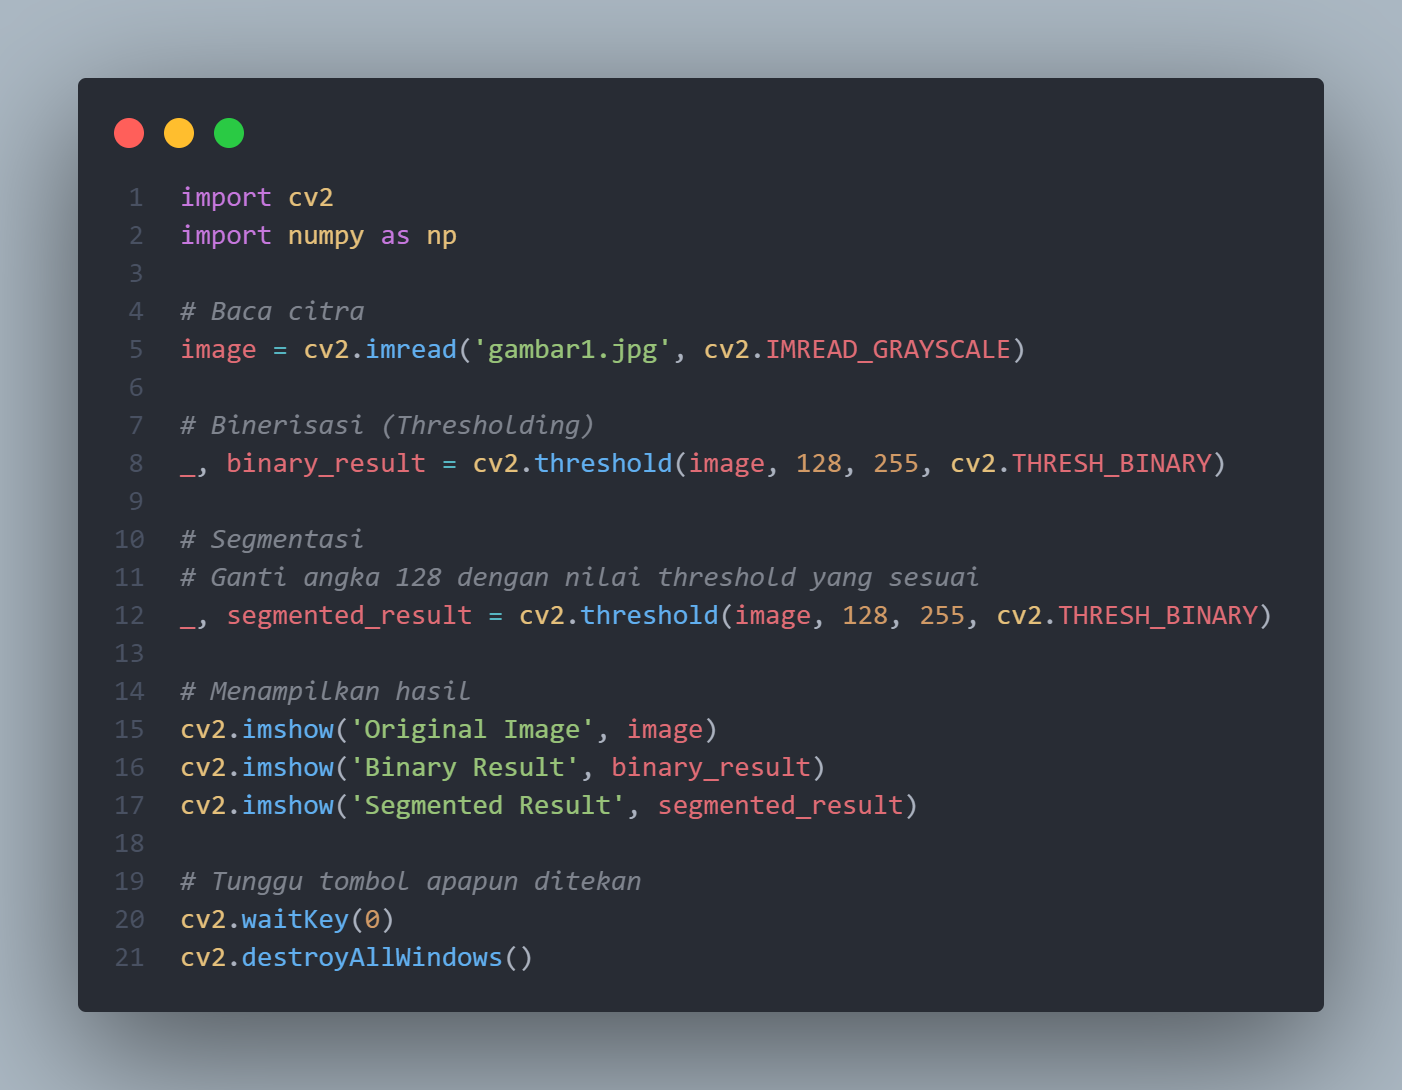 1 import cv2
2 import numpy as np
3
4 # Baca citra
5 image = cv2.imread('gambar1.jpg', cv2.IMREAD_GRAYSCALE)
6
7 # Binerisasi (Thresholding)
8 _, binary_result = cv2.threshold(image, 128, 255, cv2.THRESH_BINARY)
9
10 # Segmentasi
11 # Ganti angka 128 dengan nilai threshold yang sesuai
12 _, segmented_result = cv2.threshold(image, 128, 255, cv2.THRESH_BINARY)
13
14 # Menampilkan hasil
15 cv2.imshow('Original Image', image)
16 cv2.imshow('Binary Result', binary_result)
17 cv2.imshow('Segmented Result', segmented_result)
18
19 # Tunggu tombol apapun ditekan
20 cv2.waitKey(0)
21 cv2.destroyAllWindows()